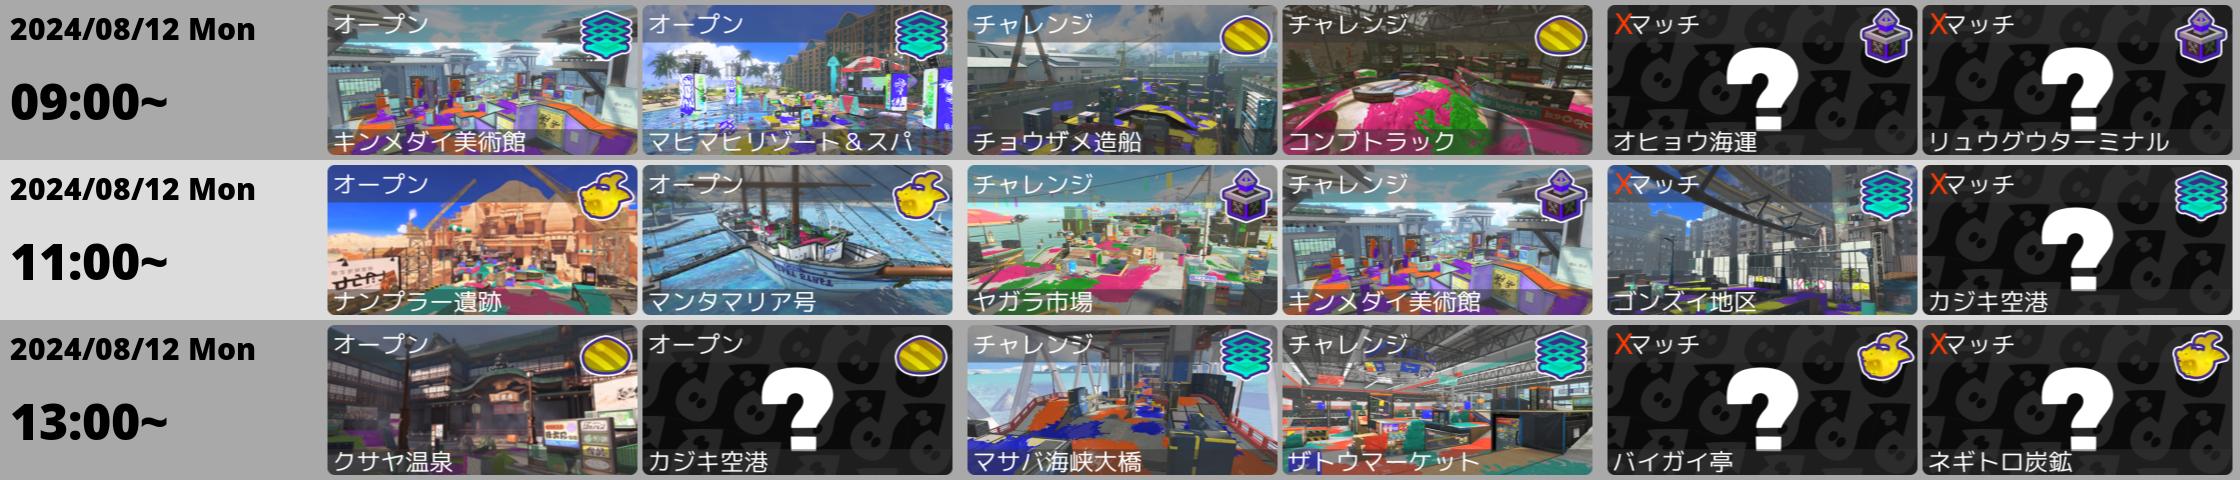 2024/08/12 Mon
09:00~
オープン
キンメダイ美術館
オープン
マヒマヒリゾート＆スパ
チャレンジ
チョウザメ造船
チャレンジ
コンブトラック
Xマッチ
オヒョウ海運
?
Xマッチ
リュウグウターミナル
?
2024/08/12 Mon
11:00~
オープン
ナンプラー遺跡
オープン
マンタマリア号
チャレンジ
ヤガラ市場
チャレンジ
キンメダイ美術館
Xマッチ
ゴンズイ地区
Xマッチ
?
カジキ空港
2024/08/12 Mon
13:00~
オープン
クサヤ温泉
オープン
?
カジキ空港
チャレンジ
マサバ海峡大橋
チャレンジ
ザトウマーケット
Xマッチ
?
バイガイ亭
Xマッチ
?
ネギトロ炭鉱